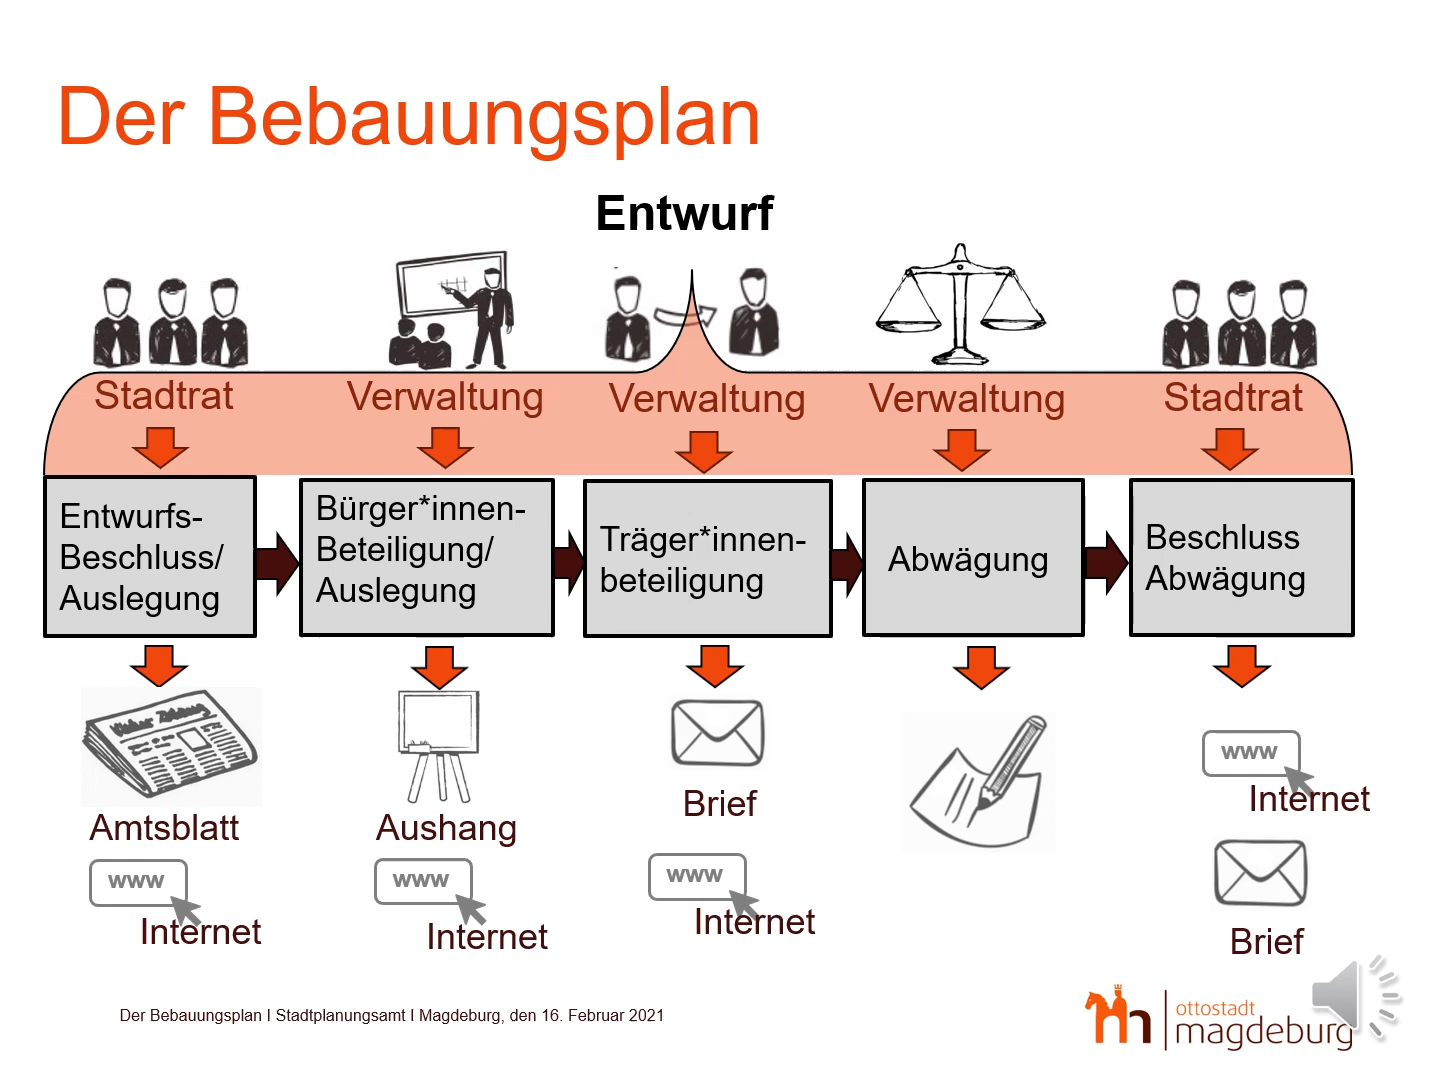 Der Bebauungsplan
Entwurf
Stadtrat
Verwaltung
Verwaltung
Verwaltung
Stadtrat
Entwurfs-
Beschluss/
Auslegung
Bürger*innen-
Beteiligung/
Auslegung
Träger*innen-
beteiligung
Abwägung
Beschluss
Abwägung
Amtsblatt
www
Internet
Aushang
www
Internet
Brief
www
Internet
www
Internet
Brief
Der Bebauungsplan I Stadtplanungsamt I Magdeburg, den 16. Februar 2021
ottostadt
magdeburg